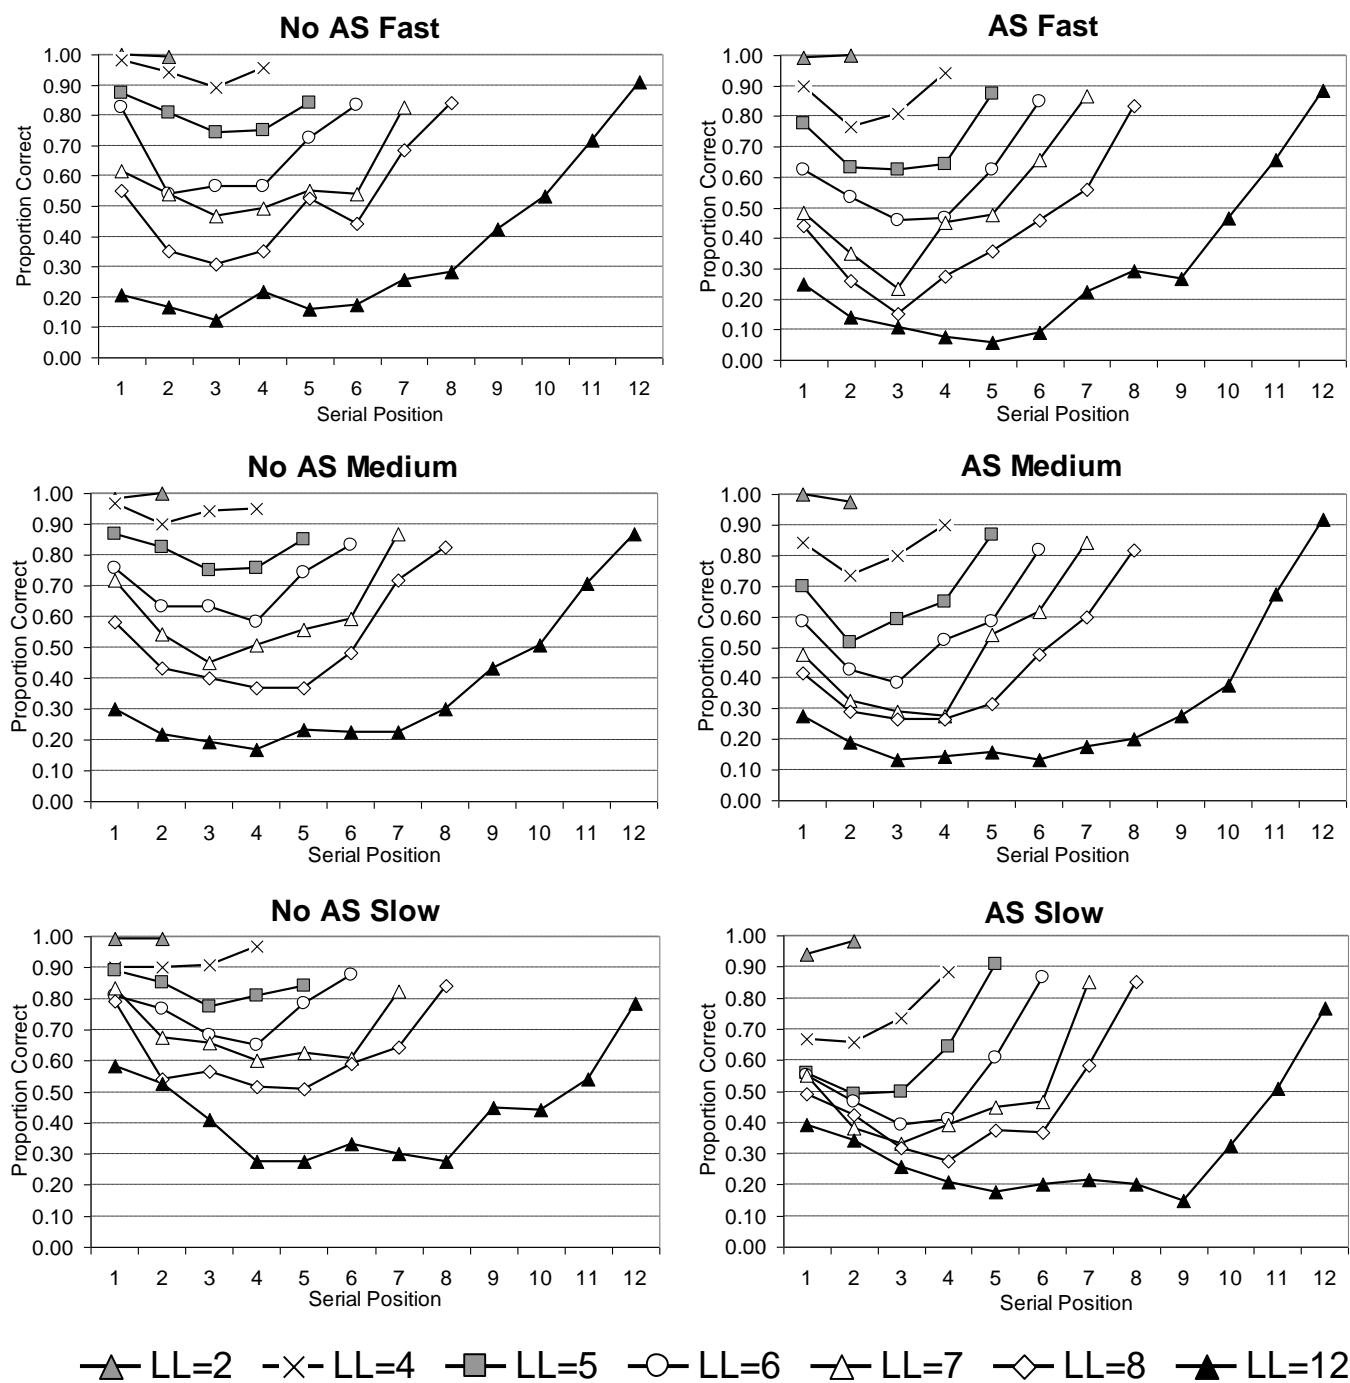 No AS Fast
1.00
0.90
0.80
0.70
0.60
0.50
0.40
0.30
0.20
0.10
0.00
Proportion Correct
1 2 3 4 5 6 7 8 9 10 11 12
Serial Position
AS Fast
1.00
0.90
0.80
0.70
0.60
0.50
0.40
0.30
0.20
0.10
0.00
Proportion Correct
1 2 3 4 5 6 7 8 9 10 11 12
Serial Position
No AS Medium
1.00
0.90
0.80
0.70
0.60
0.50
0.40
0.30
0.20
0.10
0.00
Proportion Correct
1 2 3 4 5 6 7 8 9 10 11 12
Serial Position
AS Medium
1.00
0.90
0.80
0.70
0.60
0.50
0.40
0.30
0.20
0.10
0.00
Proportion Correct
1 2 3 4 5 6 7 8 9 10 11 12
Serial Position
No AS Slow
1.00
0.90
0.80
0.70
0.60
0.50
0.40
0.30
0.20
0.10
0.00
Proportion Correct
1 2 3 4 5 6 7 8 9 10 11 12
Serial Position
AS Slow
1.00
0.90
0.80
0.70
0.60
0.50
0.40
0.30
0.20
0.10
0.00
Proportion Correct
1 2 3 4 5 6 7 8 9 10 11 12
Serial Position
LL=2 LL=4 LL=5 LL=6 LL=7 LL=8 LL=12